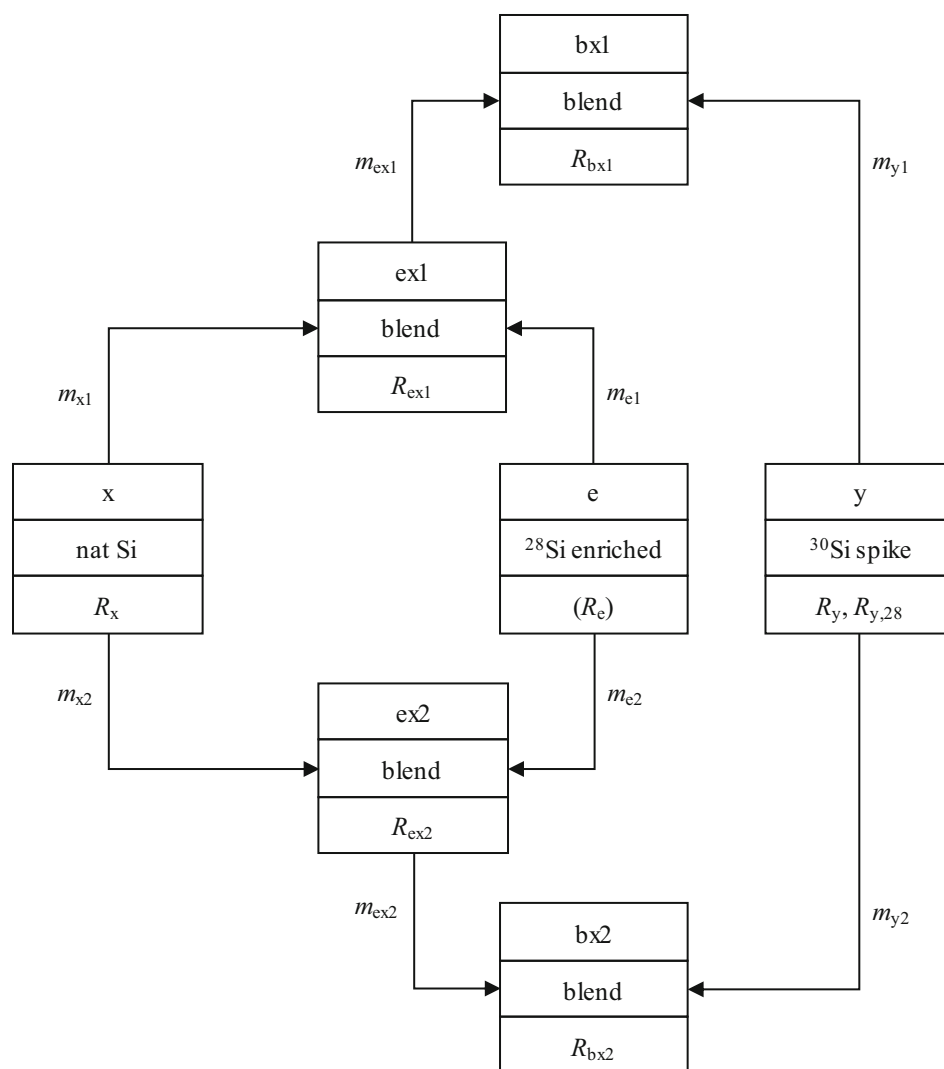 bx1
blend
R_bx1
m_ex1
m_y1
ex1
blend
R_ex1
m_x1
m_e1
x
nat Si
R_x
e
²⁸Si enriched
(R_e)
y
³⁰Si spike
R_y, R_y,28
m_x2
m_e2
ex2
blend
R_ex2
m_ex2
m_y2
bx2
blend
R_bx2